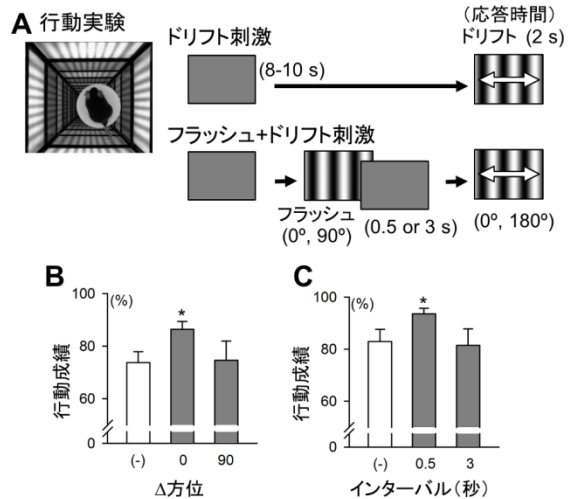 A 行動実験
ドリフト刺激
(8-10 s)
(応答時間)
ドリフト (2 s)
フラッシュ+ドリフト刺激
フラッシュ
(0º, 90º)
(0.5 or 3 s)
(0º, 180º)
B
(%)
行動成績
100
80
60
0
*
(-) 0 90
Δ方位
C
(%)
行動成績
100
80
60
0
*
(-) 0.5 3
インターバル(秒)